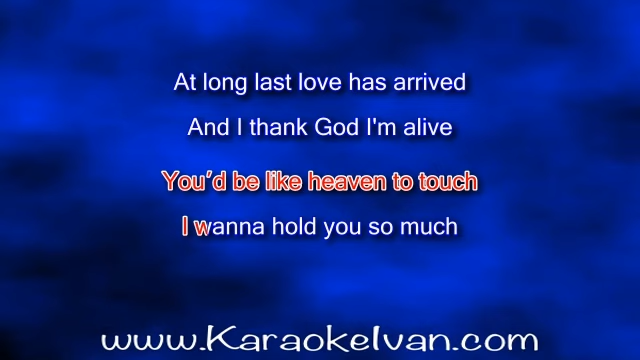 At long last love has arrived
And I thank God I'm alive
You'd be like heaven to touch
I wanna hold you so much
www.KaraokeIvan.com